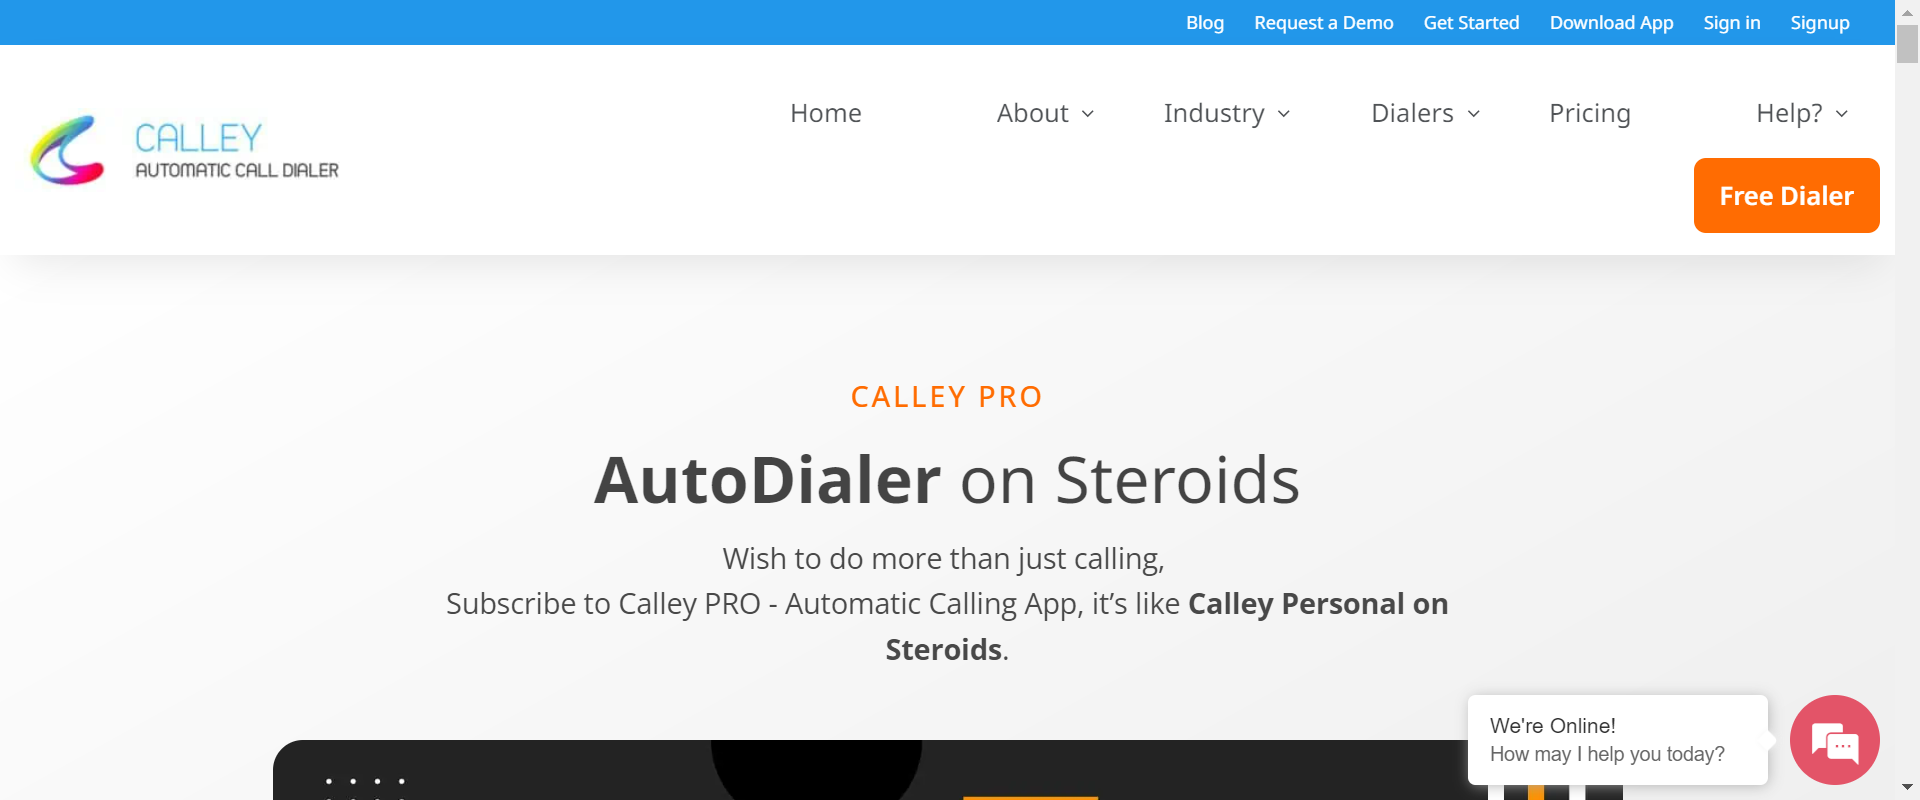 Blog Request a Demo Get Started Download App Sign in Signup
CALLEY
AUTOMATIC CALL DIALER
Home About Industry Dialers Pricing Help?
Free Dialer
CALLEY PRO
AutoDialer on Steroids
Wish to do more than just calling,
Subscribe to Calley PRO - Automatic Calling App, it’s like Calley Personal on
Steroids.
We're Online!
How may I help you today?